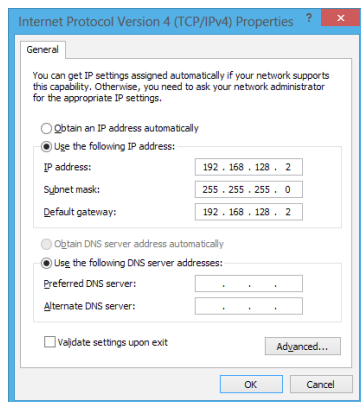 Internet Protocol Version 4 (TCP/IPv4) Properties ? ×
General
You can get IP settings assigned automatically if your network supports
this capability. Otherwise, you need to ask your network administrator
for the appropriate IP settings.
Obtain an IP address automatically
Use the following IP address:
IP address: 192 . 168 . 128 . 2
Subnet mask: 255 . 255 . 255 . 0
Default gateway: 192 . 168 . 128 . 2
Obtain DNS server address automatically
Use the following DNS server addresses:
Preferred DNS server: . . .
Alternate DNS server: . . .
Validate settings upon exit
Advanced...
OK Cancel